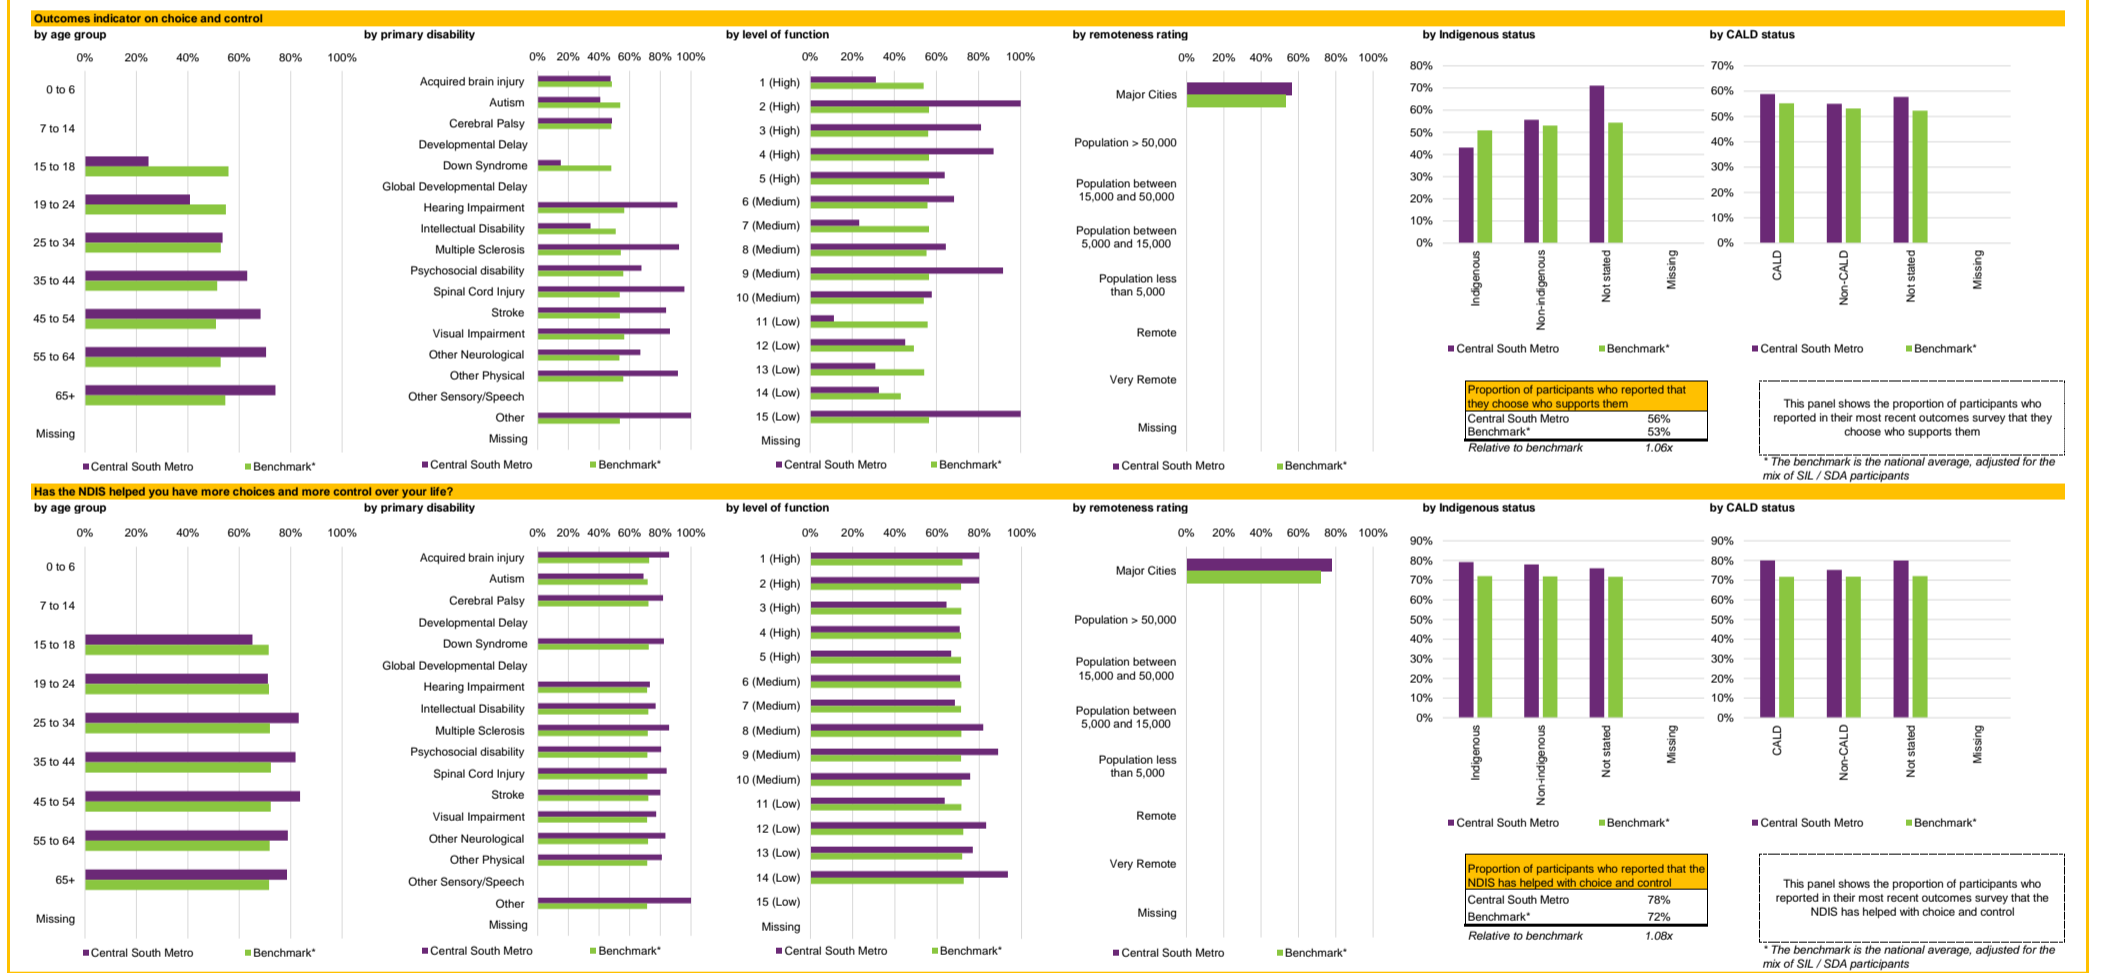 Outcomes indicator on choice and control
by age group
0% 20% 40% 60% 80% 100%
0 to 6
7 to 14
15 to 18
19 to 24
25 to 34
35 to 44
45 to 54
55 to 64
65+
Missing
Central South Metro Benchmark*
by primary disability
0% 20% 40% 60% 80% 100%
Acquired brain injury
Autism
Cerebral Palsy
Developmental Delay
Down Syndrome
Global Developmental Delay
Hearing Impairment
Intellectual Disability
Multiple Sclerosis
Psychosocial disability
Spinal Cord Injury
Stroke
Visual Impairment
Other Neurological
Other Physical
Other Sensory/Speech
Other
Missing
Central South Metro Benchmark*
by level of function
0% 20% 40% 60% 80% 100%
1 (High)
2 (High)
3 (High)
4 (High)
5 (High)
6 (Medium)
7 (Medium)
8 (Medium)
9 (Medium)
10 (Medium)
11 (Low)
12 (Low)
13 (Low)
14 (Low)
15 (Low)
Missing
Central South Metro Benchmark*
by remoteness rating
0% 20% 40% 60% 80% 100%
Major Cities
Population > 50,000
Population between
15,000 and 50,000
Population between
5,000 and 15,000
Population less
than 5,000
Remote
Very Remote
Missing
Central South Metro Benchmark*
by Indigenous status
80%
70%
60%
50%
40%
30%
20%
10%
0%
Indigenous
Non-indigenous
Not stated
Missing
Central South Metro Benchmark*
by CALD status
70%
60%
50%
40%
30%
20%
10%
0%
CALD
Non-CALD
Not stated
Missing
Central South Metro Benchmark*
Proportion of participants who reported that
they choose who supports them
Central South Metro 56%
Benchmark* 53%
Relative to benchmark 1.06x
This panel shows the proportion of participants who
reported in their most recent outcomes survey that they
choose who supports them
* The benchmark is the national average, adjusted for the
mix of SIL / SDA participants
Has the NDIS helped you have more choices and more control over your life?
by age group
0% 20% 40% 60% 80% 100%
0 to 6
7 to 14
15 to 18
19 to 24
25 to 34
35 to 44
45 to 54
55 to 64
65+
Missing
Central South Metro Benchmark*
by primary disability
0% 20% 40% 60% 80% 100%
Acquired brain injury
Autism
Cerebral Palsy
Developmental Delay
Down Syndrome
Global Developmental Delay
Hearing Impairment
Intellectual Disability
Multiple Sclerosis
Psychosocial disability
Spinal Cord Injury
Stroke
Visual Impairment
Other Neurological
Other Physical
Other Sensory/Speech
Other
Missing
Central South Metro Benchmark*
by level of function
0% 20% 40% 60% 80% 100%
1 (High)
2 (High)
3 (High)
4 (High)
5 (High)
6 (Medium)
7 (Medium)
8 (Medium)
9 (Medium)
10 (Medium)
11 (Low)
12 (Low)
13 (Low)
14 (Low)
15 (Low)
Missing
Central South Metro Benchmark*
by remoteness rating
0% 20% 40% 60% 80% 100%
Major Cities
Population > 50,000
Population between
15,000 and 50,000
Population between
5,000 and 15,000
Population less
than 5,000
Remote
Very Remote
Missing
Central South Metro Benchmark*
by Indigenous status
90%
80%
70%
60%
50%
40%
30%
20%
10%
0%
Indigenous
Non-indigenous
Not stated
Missing
Central South Metro Benchmark*
by CALD status
90%
80%
70%
60%
50%
40%
30%
20%
10%
0%
CALD
Non-CALD
Not stated
Missing
Central South Metro Benchmark*
Proportion of participants who reported that the
NDIS has helped with choice and control
Central South Metro 78%
Benchmark* 72%
Relative to benchmark 1.08x
This panel shows the proportion of participants who
reported in their most recent outcomes survey that the
NDIS has helped with choice and control
* The benchmark is the national average, adjusted for the
mix of SIL / SDA participants